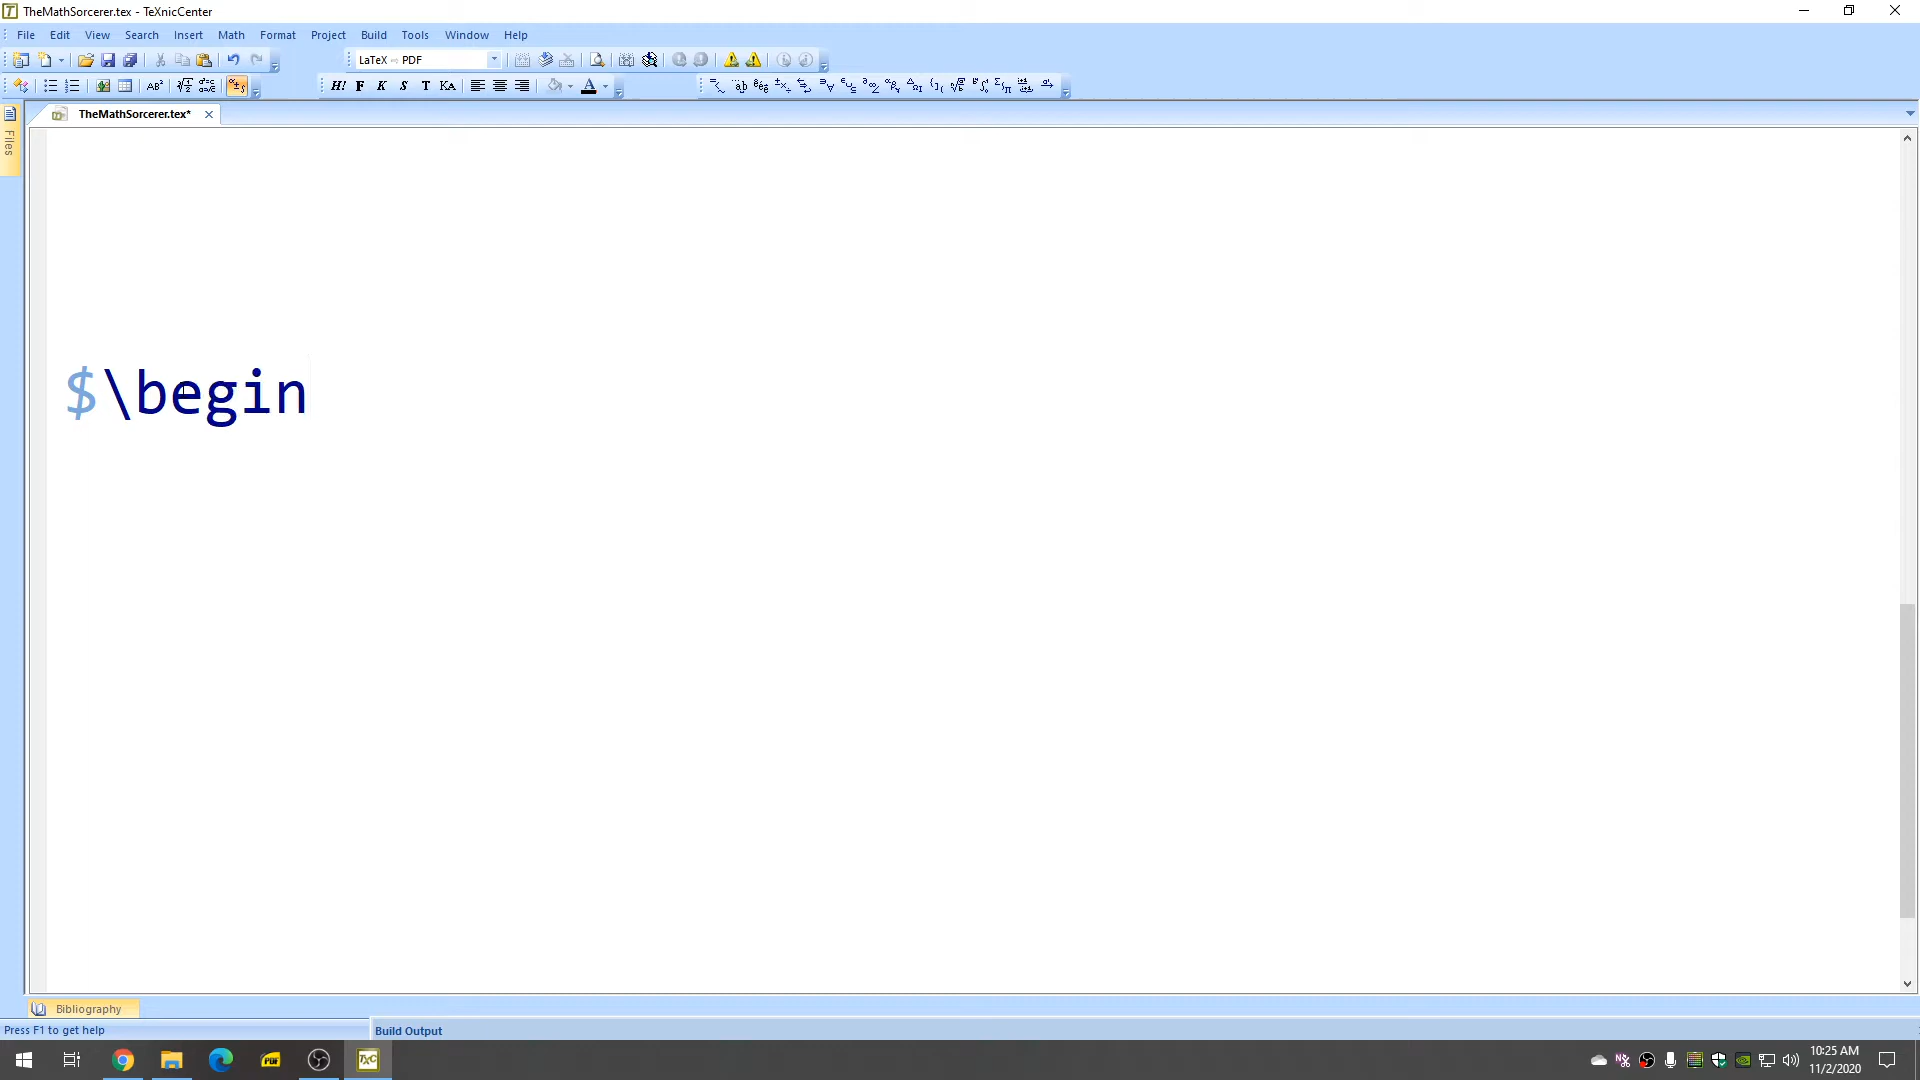 TheMathSorcerer.tex - TeXnicCenter
File Edit View Search Insert Math Format Project Build Tools Window Help
LaTeX ⇨ PDF
TheMathSorcerer.tex*
Files
$\begin
Bibliography
Press F1 to get help
Build Output
10:25 AM
11/2/2020